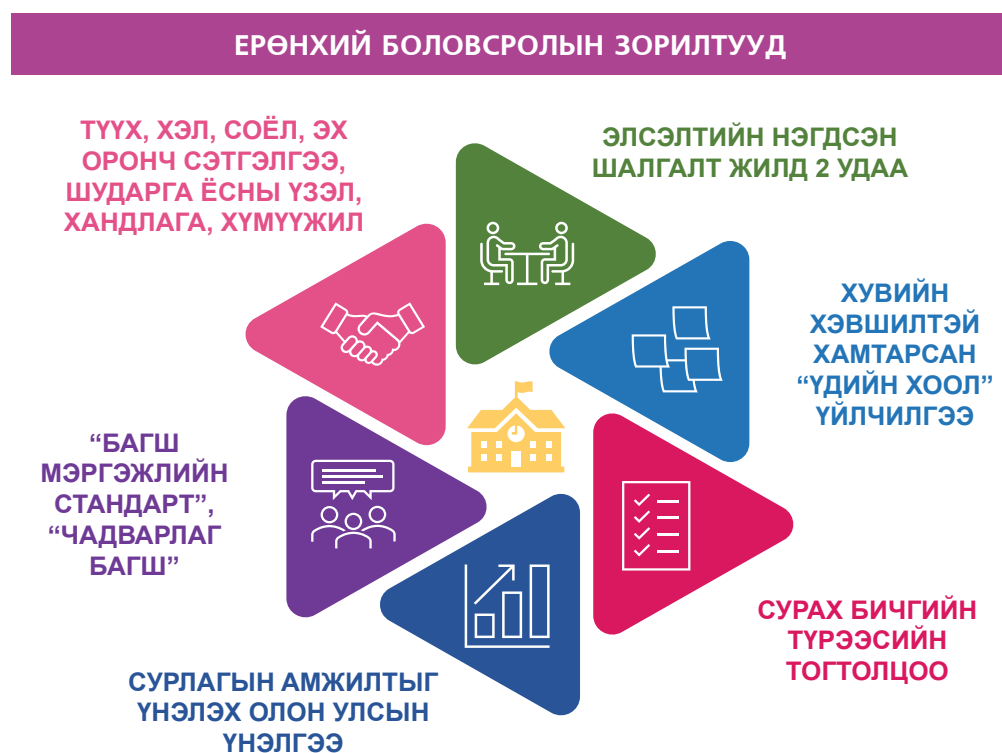 ЕРӨНХИЙ БОЛОВСРОЛЫН ЗОРИЛТУУД
ТҮҮХ, ХЭЛ, СОЁЛ, ЭХ
ОРОНЧ СЭТГЭЛГЭЭ,
ШУДАРГА ЁСНЫ ҮЗЭЛ,
ХАНДЛАГА, ХҮМҮҮЖИЛ
ЭЛСЭЛТИЙН НЭГДСЭН
ШАЛГАЛТ ЖИЛД 2 УДАА
ХУВИЙН
ХЭВШИЛТЭЙ
ХАМТАРСАН
“ҮДИЙН ХООЛ”
ҮЙЛЧИЛГЭЭ
“БАГШ
МЭРГЭЖЛИЙН
СТАНДАРТ”,
“ЧАДВАРЛАГ
БАГШ”
СУРАХ БИЧГИЙН
ТҮРЭЭСИЙН
ТОГТОЛЦОО
СУРЛАГЫН АМЖИЛТЫГ
ҮНЭЛЭХ ОЛОН УЛСЫН
ҮНЭЛГЭЭ